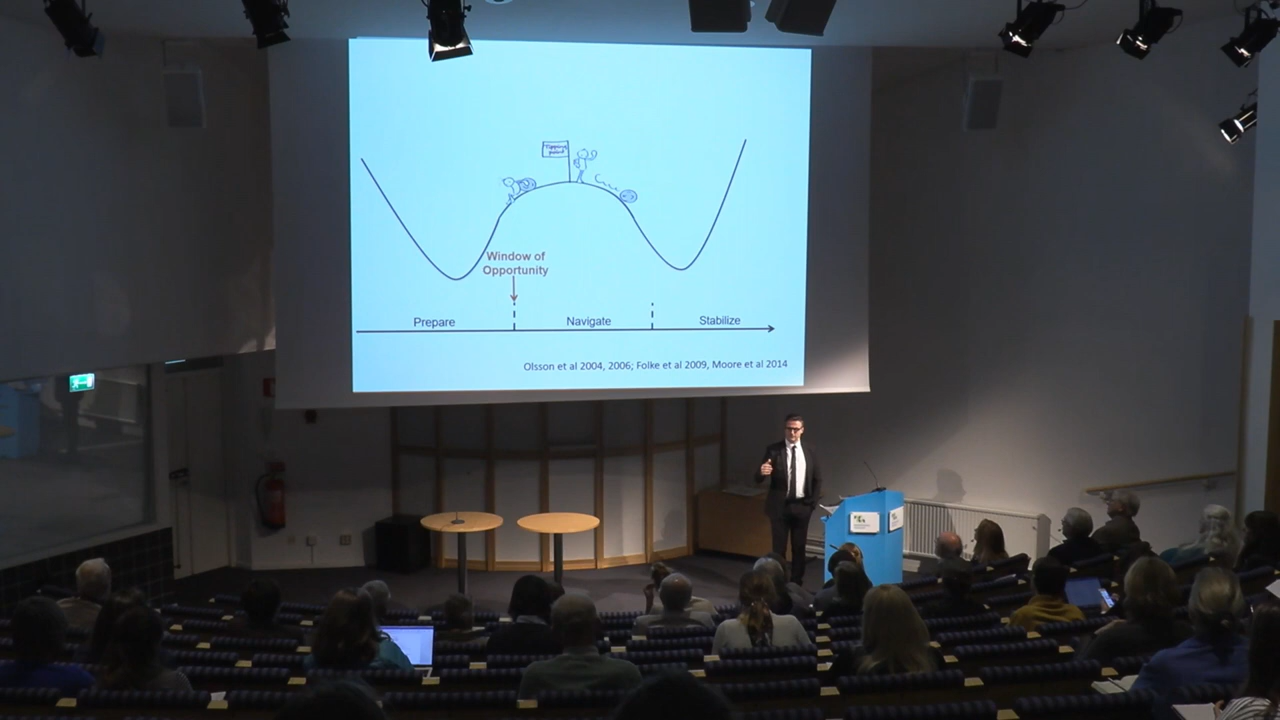 Tipping
point
Window of
Opportunity
Prepare
Navigate
Stabilize
Olsson et al 2004, 2006; Folke et al 2009, Moore et al 2014